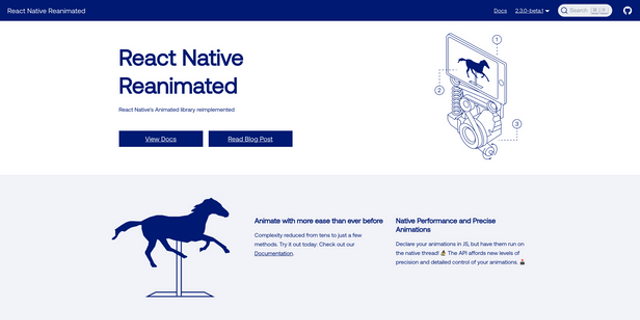 React Native Reanimated
Docs
2.3.0-beta.1
Search
React Native
Reanimated
React Native's Animated library reimplemented
View Docs
Read Blog Post
1
2
3
Animate with more ease than ever before
Complexity reduced from tens to just a few
methods. Try it out today: Check out our
Documentation.
Native Performance and Precise
Animations
Declare your animations in JS, but have them run on
the native thread! 🧙‍♂️ The API affords new levels of
precision and detailed control of your animations. 🕹